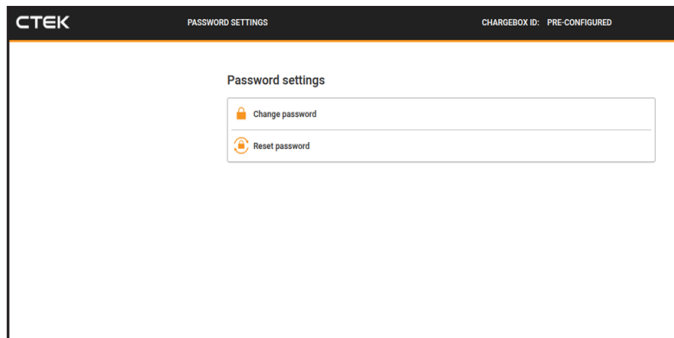 CTEK PASSWORD SETTINGS CHARGEBOX ID: PRE-CONFIGURED
Password settings
Change password
Reset password